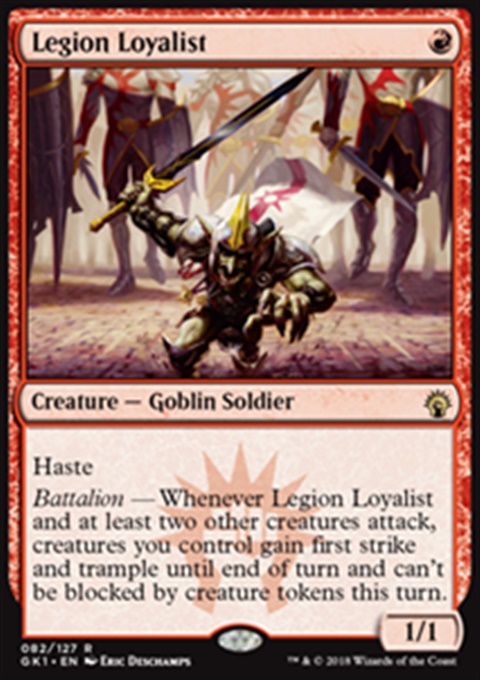 Legion Loyalist
Creature — Goblin Soldier
Haste
Battalion — Whenever Legion Loyalist
and at least two other creatures attack,
creatures you control gain first strike
and trample until end of turn and can't
be blocked by creature tokens this turn.
1/1
082/127 R
GK1 • EN Eric Deschamps
™ & © 2018 Wizards of the Coast